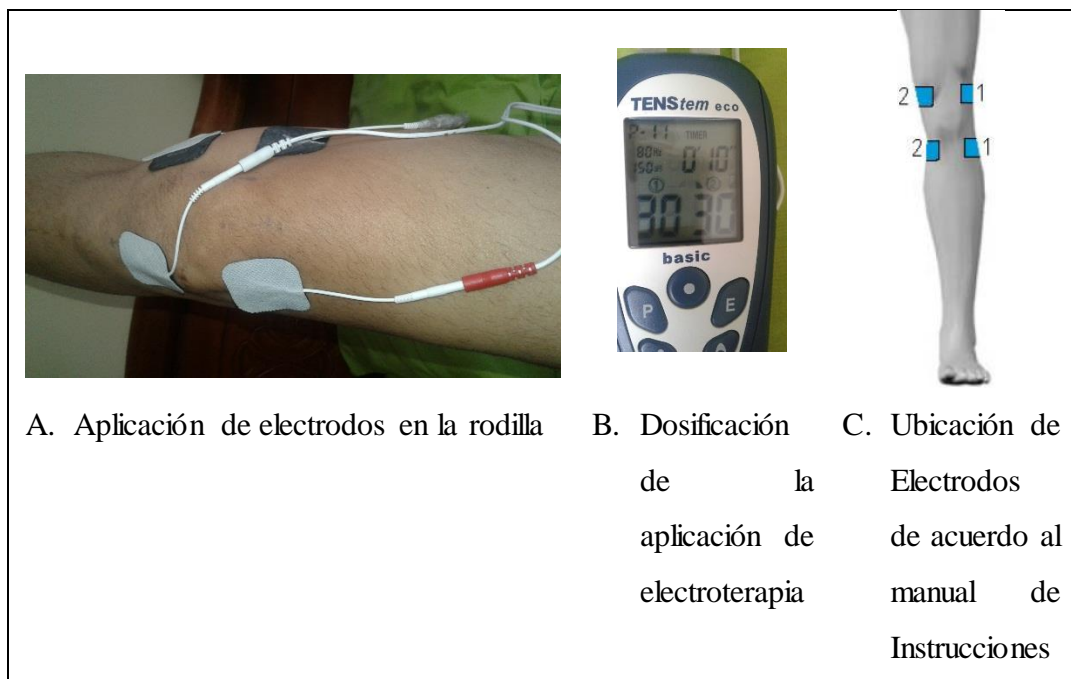 TENStem eco
P-11 TIMER
80Hz
150µs 0'10"
1 2
30 30
basic
P E
2 1
2 1
A. Aplicación de electrodos en la rodilla
B. Dosificación
de la
aplicación de
electroterapia
C. Ubicación de
Electrodos
de acuerdo al
manual de
Instrucciones